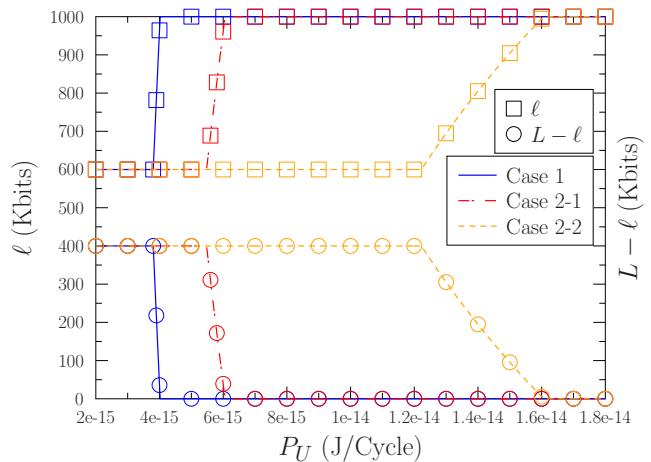 1000
900
800
700
600
500
400
300
200
100
0
ℓ (Kbits)
L − ℓ (Kbits)
ℓ
L − ℓ
Case 1
Case 2-1
Case 2-2
2e-15 4e-15 6e-15 8e-15 1e-14 1.2e-14 1.4e-14 1.6e-14 1.8e-14
P_U (J/Cycle)